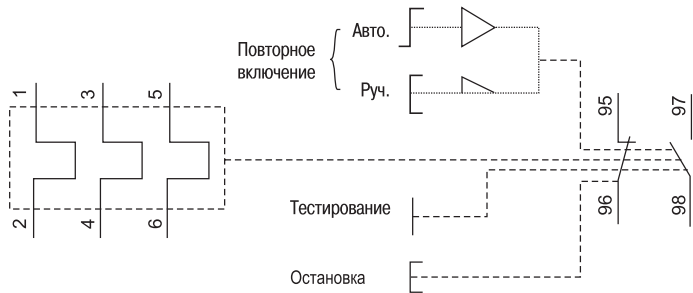 Авто.
Повторное
включение
Руч.
1
3
5
95
97
2
4
6
Тестирование
96
98
Остановка